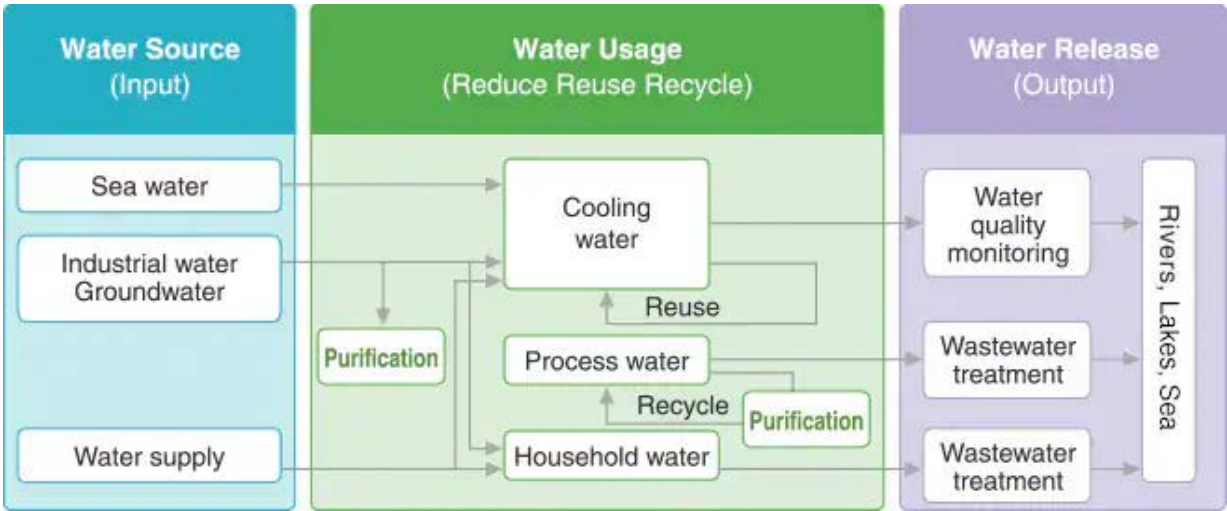 Water Source
(Input)
Water Usage
(Reduce Reuse Recycle)
Water Release
(Output)
Sea water
Industrial water
Groundwater
Purification
Water supply
Cooling
water
Reuse
Process water
Recycle
Purification
Household water
Water
quality
monitoring
Wastewater
treatment
Wastewater
treatment
Rivers, Lakes, Sea